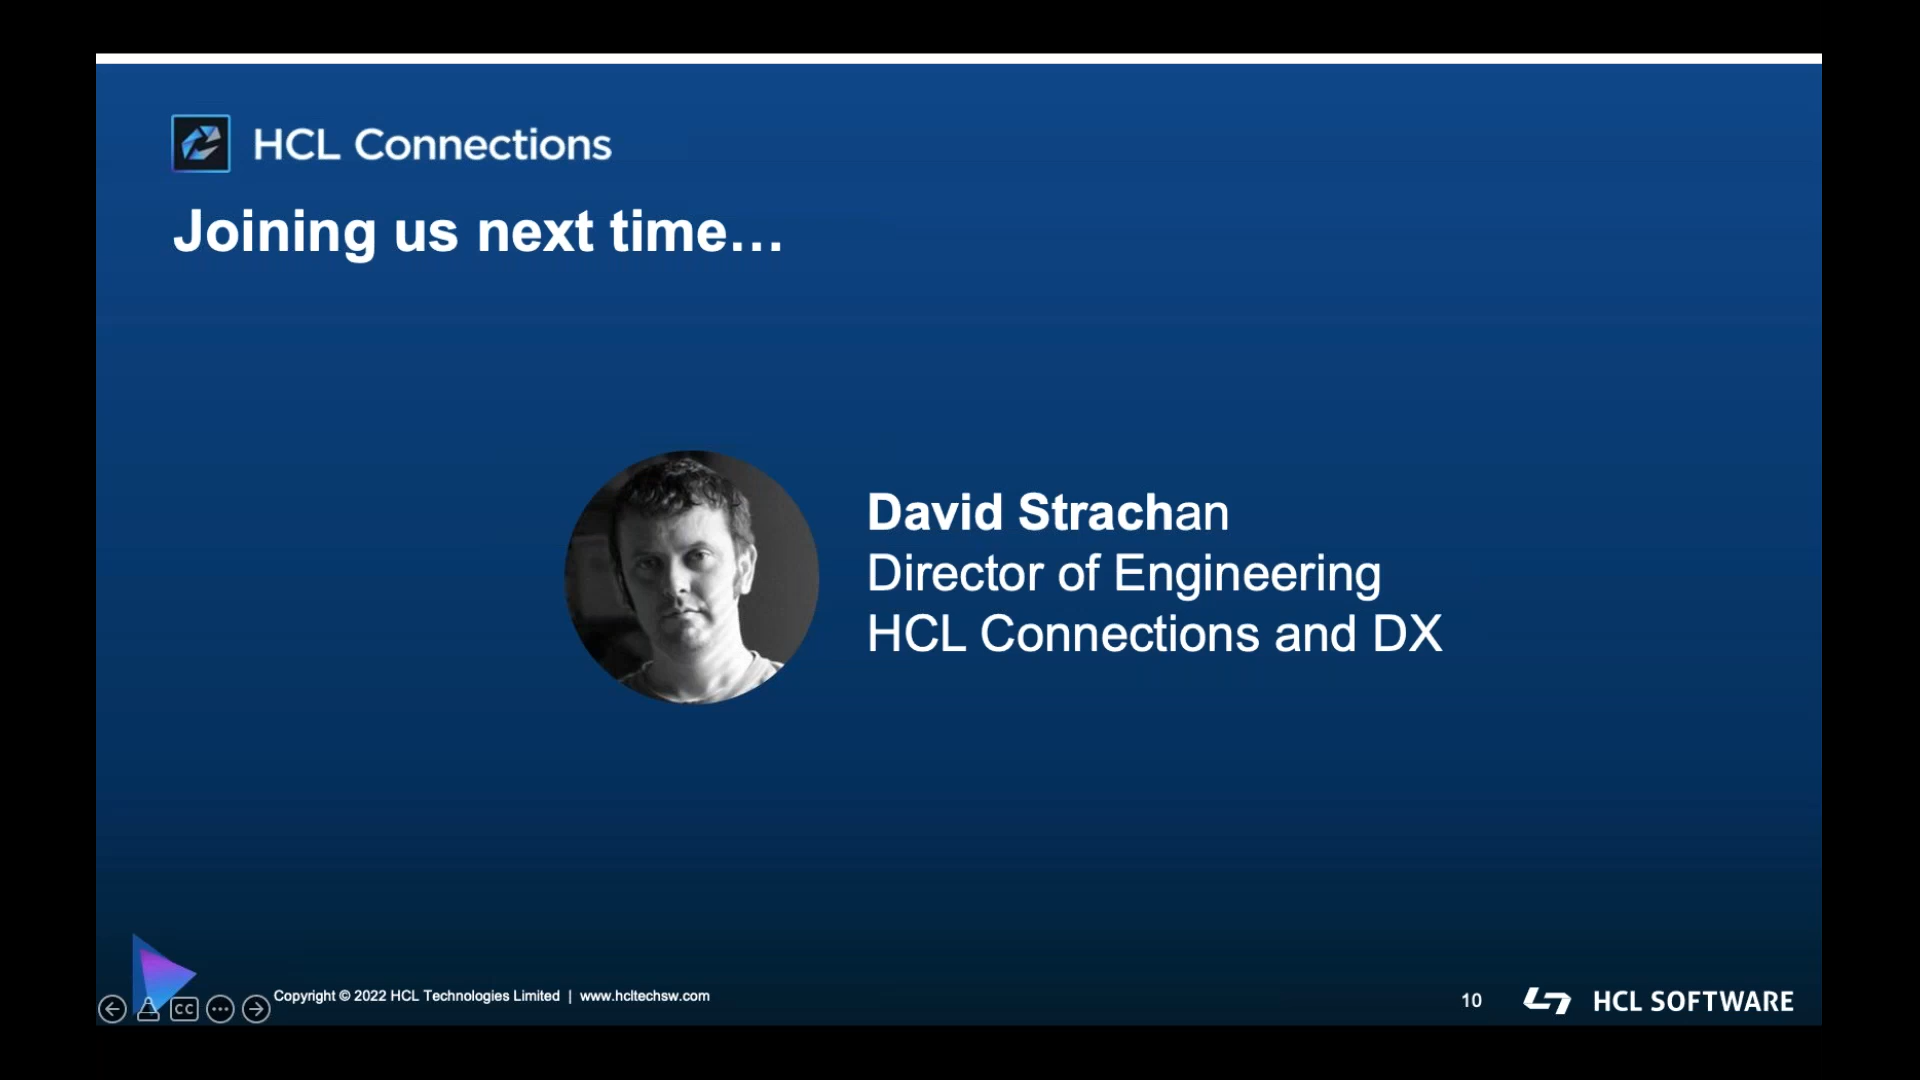 HCL Connections
Joining us next time…
David Strachan
Director of Engineering
HCL Connections and DX
CC
Copyright © 2022 HCL Technologies Limited | www.hcltechsw.com
10
HCL SOFTWARE